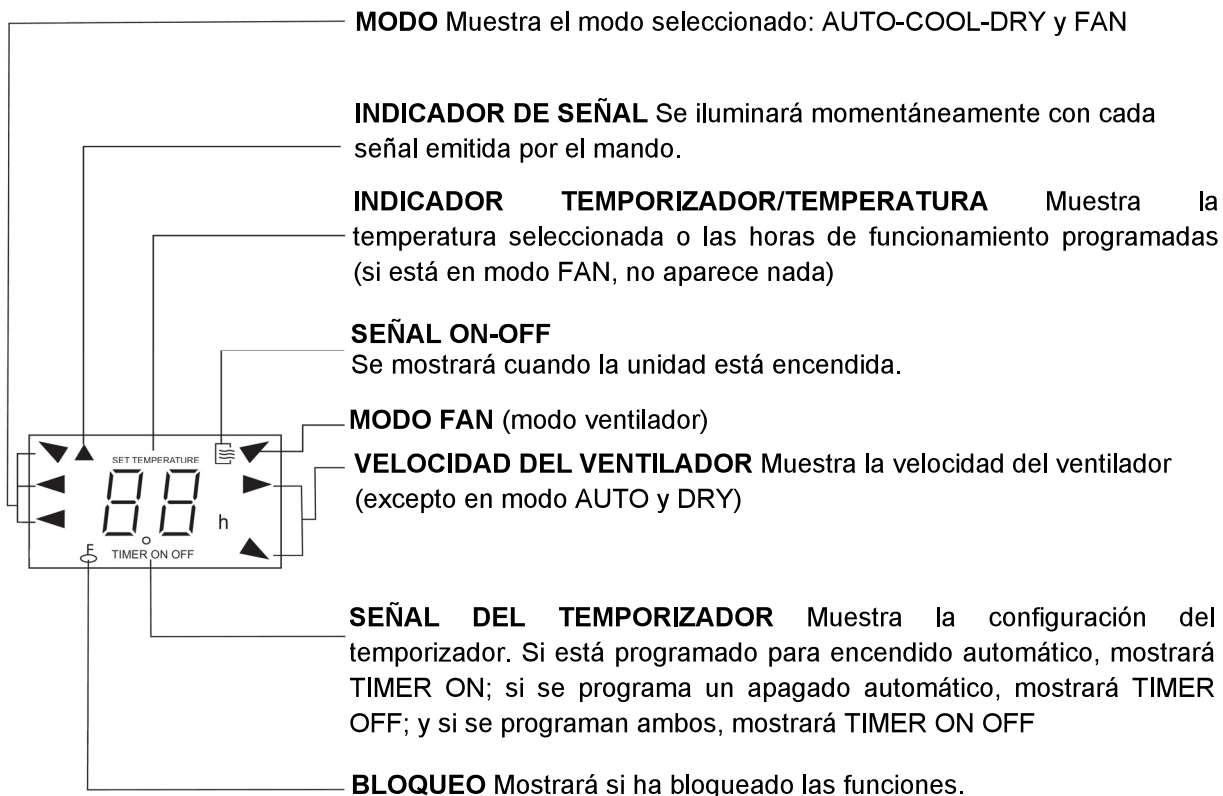 MODO Muestra el modo seleccionado: AUTO-COOL-DRY y FAN
INDICADOR DE SEÑAL Se iluminará momentáneamente con cada
señal emitida por el mando.
INDICADOR TEMPORIZADOR/TEMPERATURA Muestra la
temperatura seleccionada o las horas de funcionamiento programadas
(si está en modo FAN, no aparece nada)
SEÑAL ON-OFF
Se mostrará cuando la unidad está encendida.
MODO FAN (modo ventilador)
VELOCIDAD DEL VENTILADOR Muestra la velocidad del ventilador
(excepto en modo AUTO y DRY)
SET TEMPERATURE
88
h
TIMER ON OFF
SEÑAL DEL TEMPORIZADOR Muestra la configuración del
temporizador. Si está programado para encendido automático, mostrará
TIMER ON; si se programa un apagado automático, mostrará TIMER
OFF; y si se programan ambos, mostrará TIMER ON OFF
BLOQUEO Mostrará si ha bloqueado las funciones.